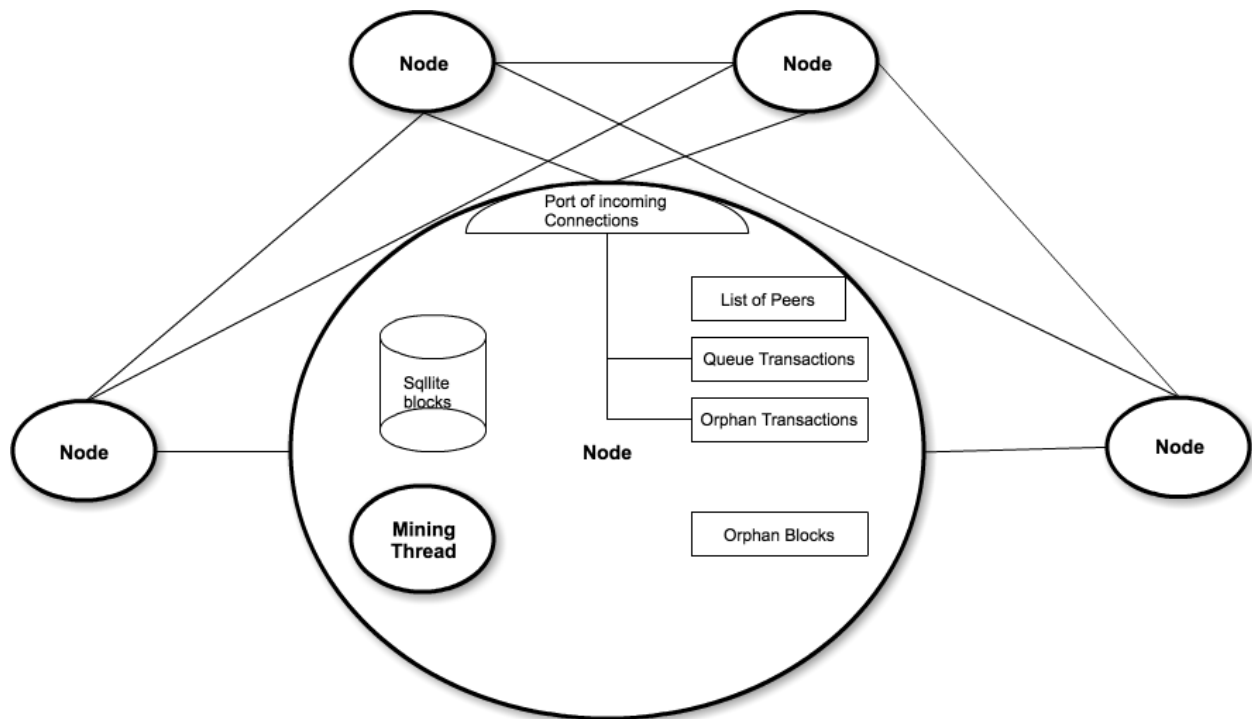 Node
Node
Port of incoming
Connections
List of Peers
Queue Transactions
Sqllite
blocks
Orphan Transactions
Node
Node
Node
Mining
Thread
Orphan Blocks